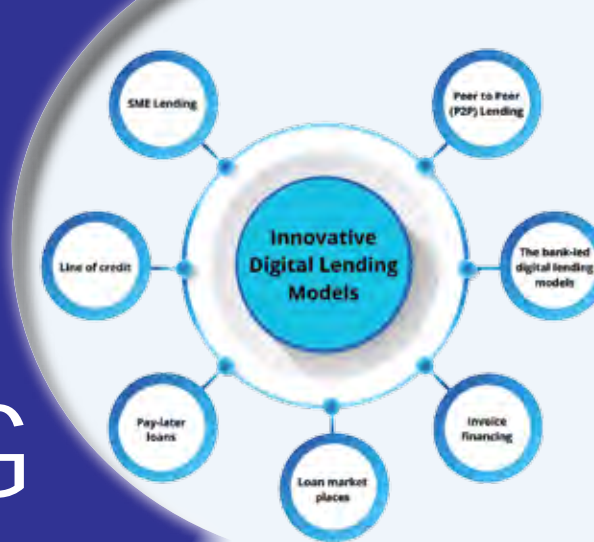 SME Lending
Peer to Peer
(P2P) Lending
Innovative
Digital Lending
Models
Line of credit
The bank-led
digital lending
models
G
Pay-later
loans
Invoice
financing
Loan market
places